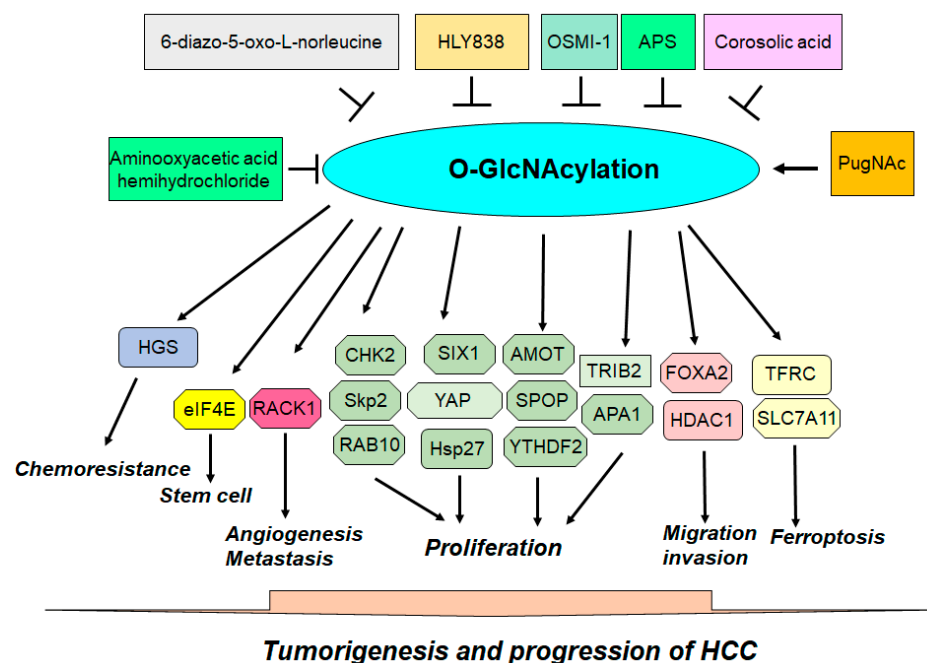 6-diazo-5-oxo-L-norleucine
HLY838
OSMI-1
APS
Corosolic acid
Aminooxyacetic acid
hemihydrochloride
O-GlcNAcylation
PugNAc
HGS
CHK2
SIX1
AMOT
TRIB2
FOXA2
TFRC
eIF4E
RACK1
Skp2
YAP
SPOP
APA1
HDAC1
SLC7A11
RAB10
Hsp27
YTHDF2
Chemoresistance
Stem cell
Angiogenesis
Metastasis
Proliferation
Migration
invasion
Ferroptosis
Tumorigenesis and progression of HCC